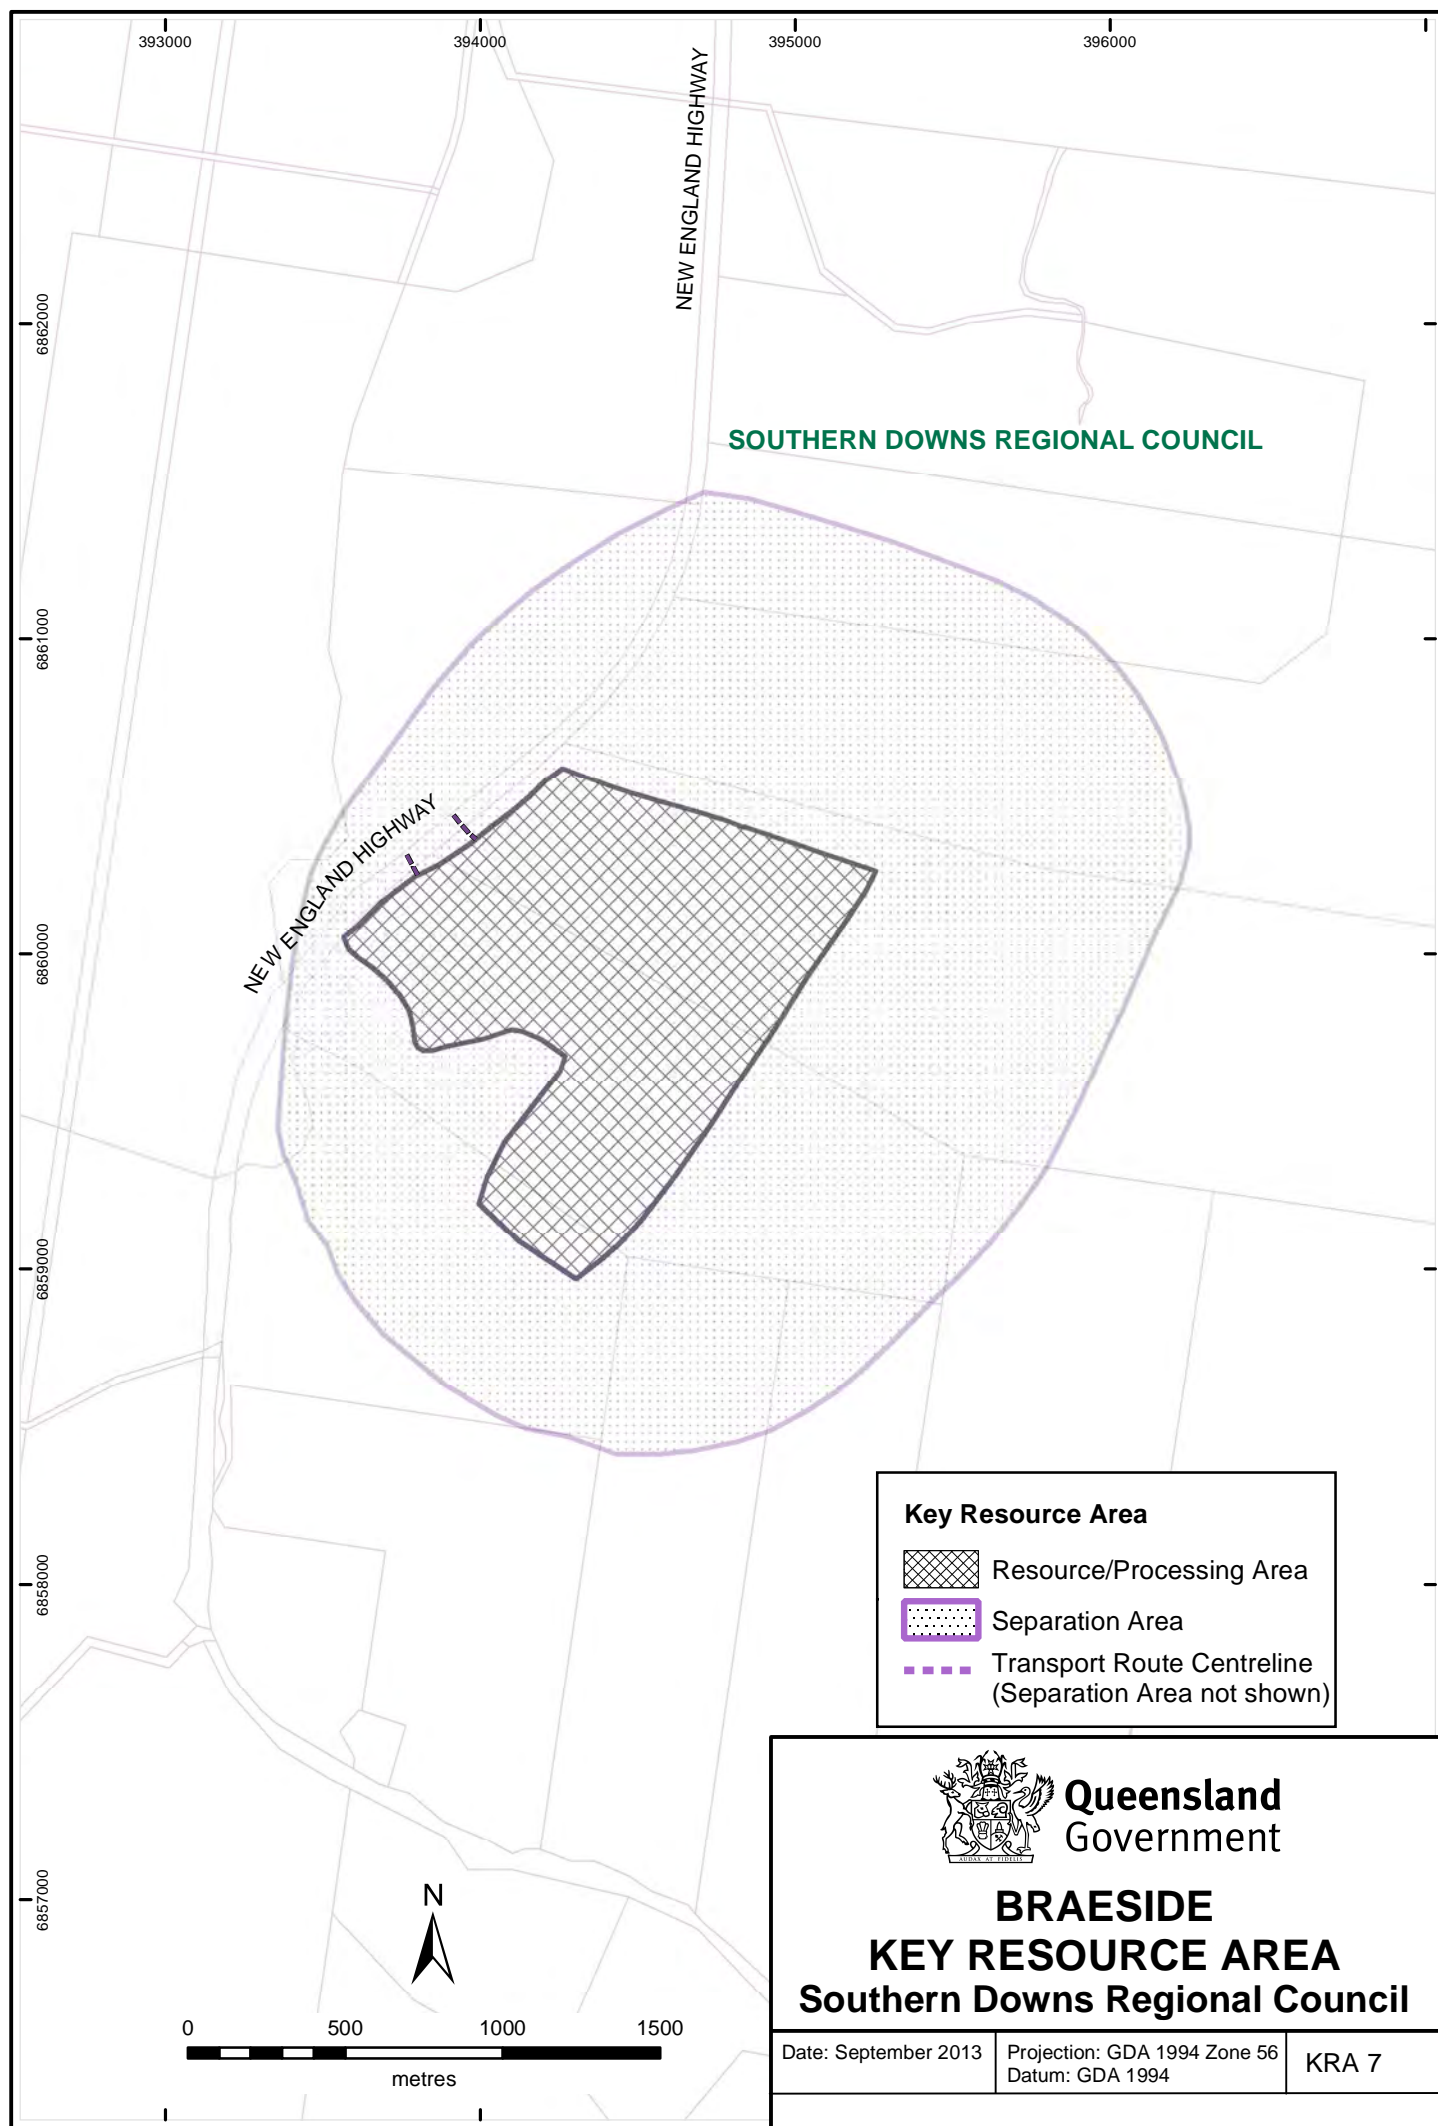 393000
394000
395000
396000
NEW ENGLAND HIGHWAY
6862000
SOUTHERN DOWNS REGIONAL COUNCIL
6861000
NEW ENGLAND HIGHWAY
6860000
6859000
6858000
6857000
Key Resource Area
Resource/Processing Area
Separation Area
Transport Route Centreline
(Separation Area not shown)
AUDAX AT FIDELIS
Queensland
Government
BRAESIDE
KEY RESOURCE AREA
Southern Downs Regional Council
Date: September 2013
Projection: GDA 1994 Zone 56
Datum: GDA 1994
KRA 7
N
0 500 1000 1500
metres